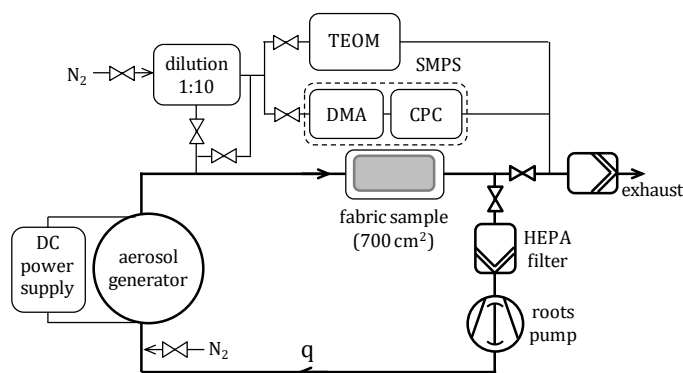 TEOM
SMPS
N₂
dilution
1:10
DMA
CPC
exhaust
fabric sample
(700 cm²)
DC
power
supply
aerosol
generator
HEPA
filter
roots
pump
N₂
q